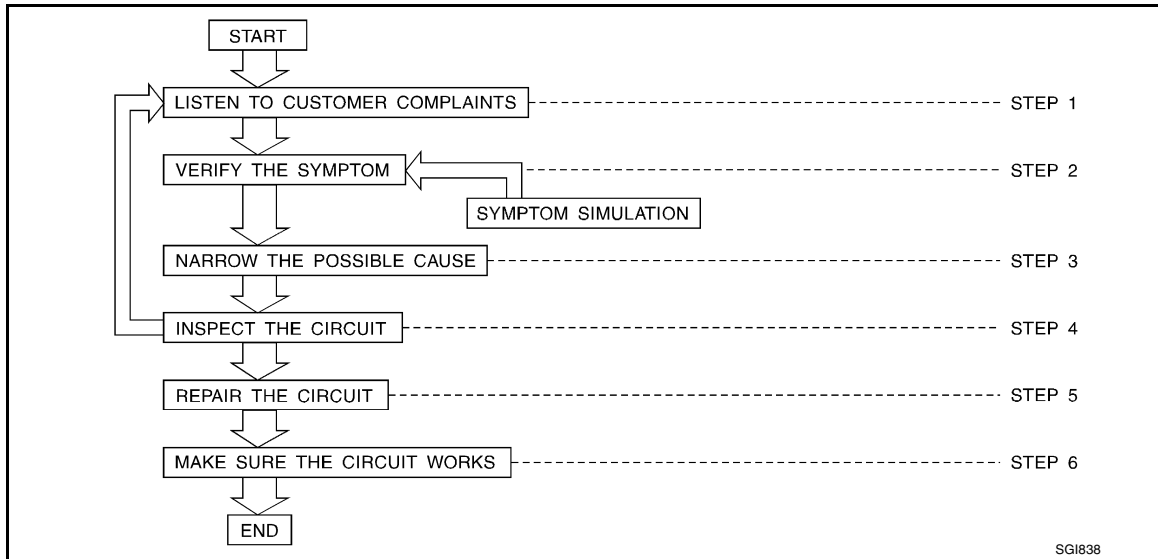 START
LISTEN TO CUSTOMER COMPLAINTS STEP 1
VERIFY THE SYMPTOM STEP 2
SYMPTOM SIMULATION
NARROW THE POSSIBLE CAUSE STEP 3
INSPECT THE CIRCUIT STEP 4
REPAIR THE CIRCUIT STEP 5
MAKE SURE THE CIRCUIT WORKS STEP 6
END
SGI838